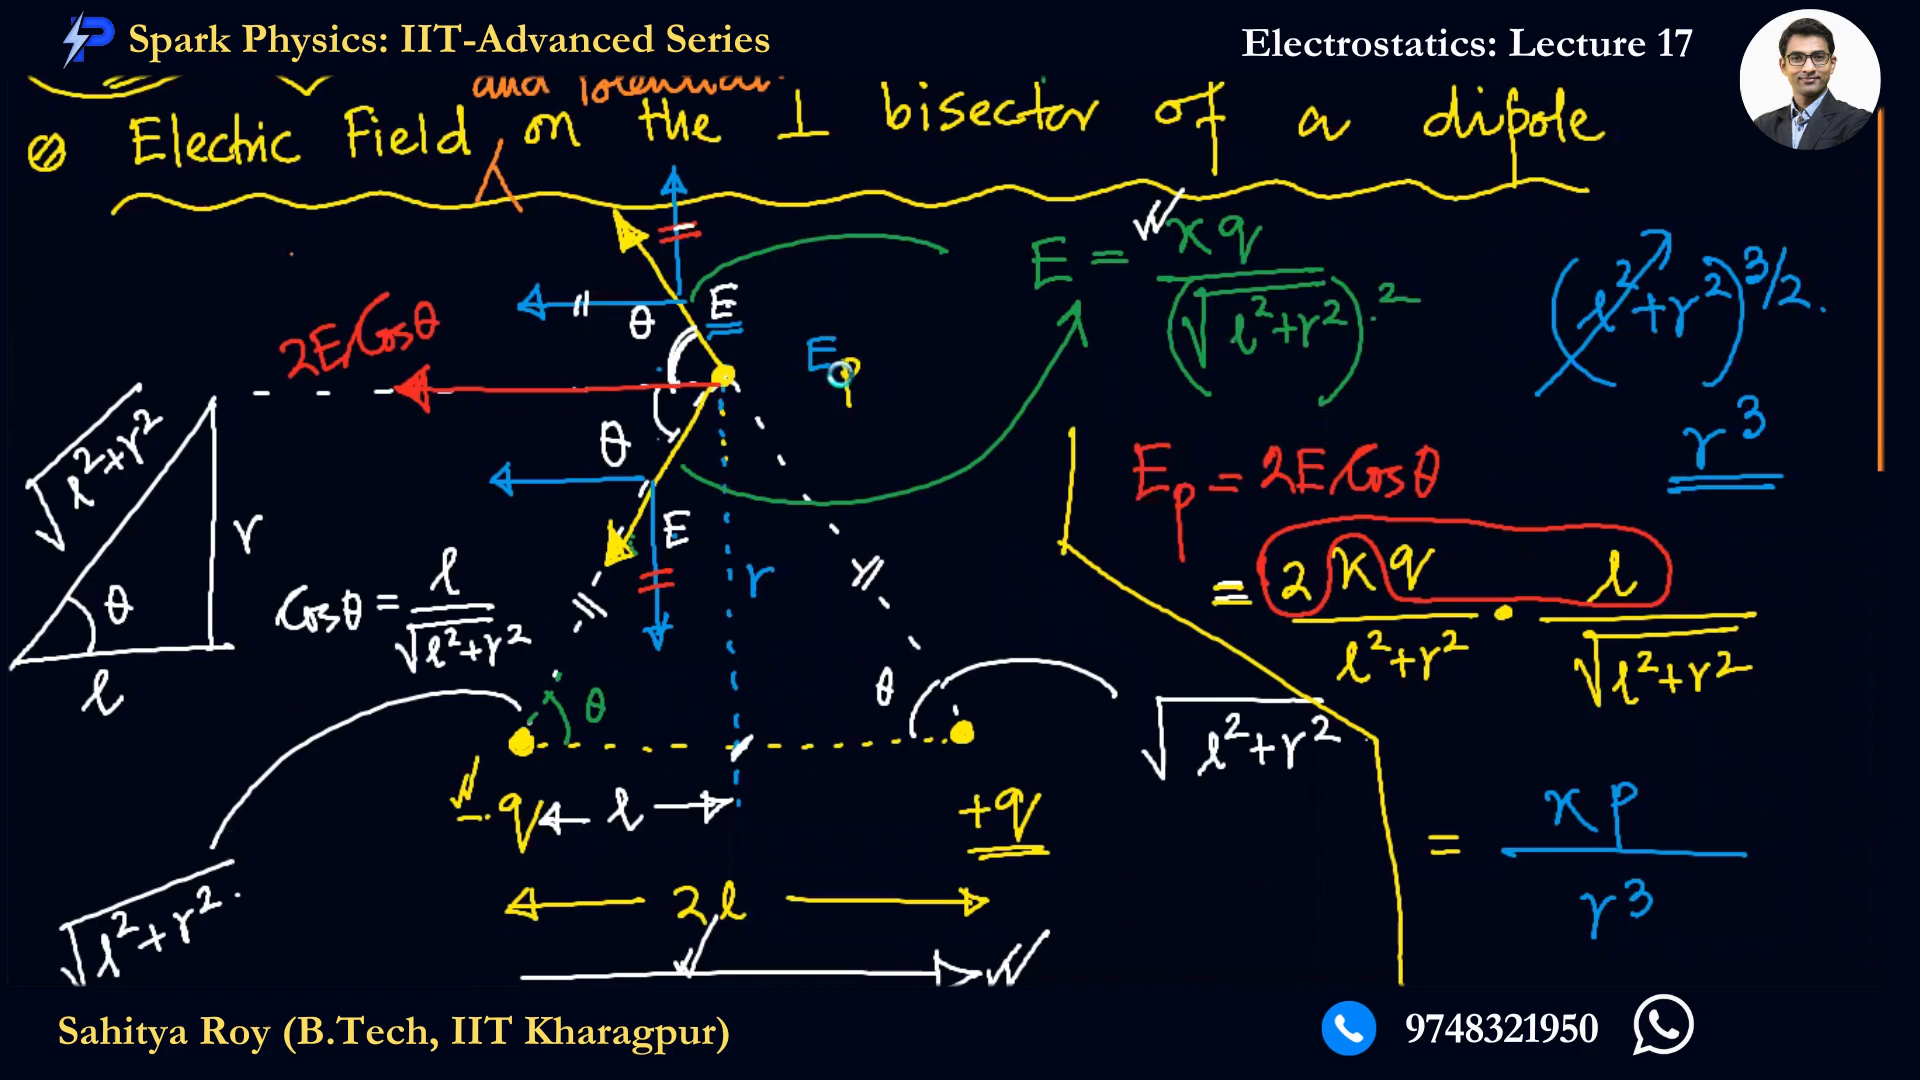 Spark Physics: IIT-Advanced Series
Electrostatics: Lecture 17
and Potential.
Electric Field on the ⊥ bisector of a dipole
E = Kq / (√l²+r²)²
(l²+r²)^3/2.
r³
2E Cosθ
θ
E
E_p
θ
E
r
√l²+r²
r
θ
l
Cosθ = l / √l²+r²
E_p = 2E Cosθ
= 2Kq / l²+r² · l / √l²+r²
= Kp / r³
θ
θ
√l²+r²
-q
l
+q
2l
√l²+r².
Sahitya Roy (B.Tech, IIT Kharagpur)
9748321950